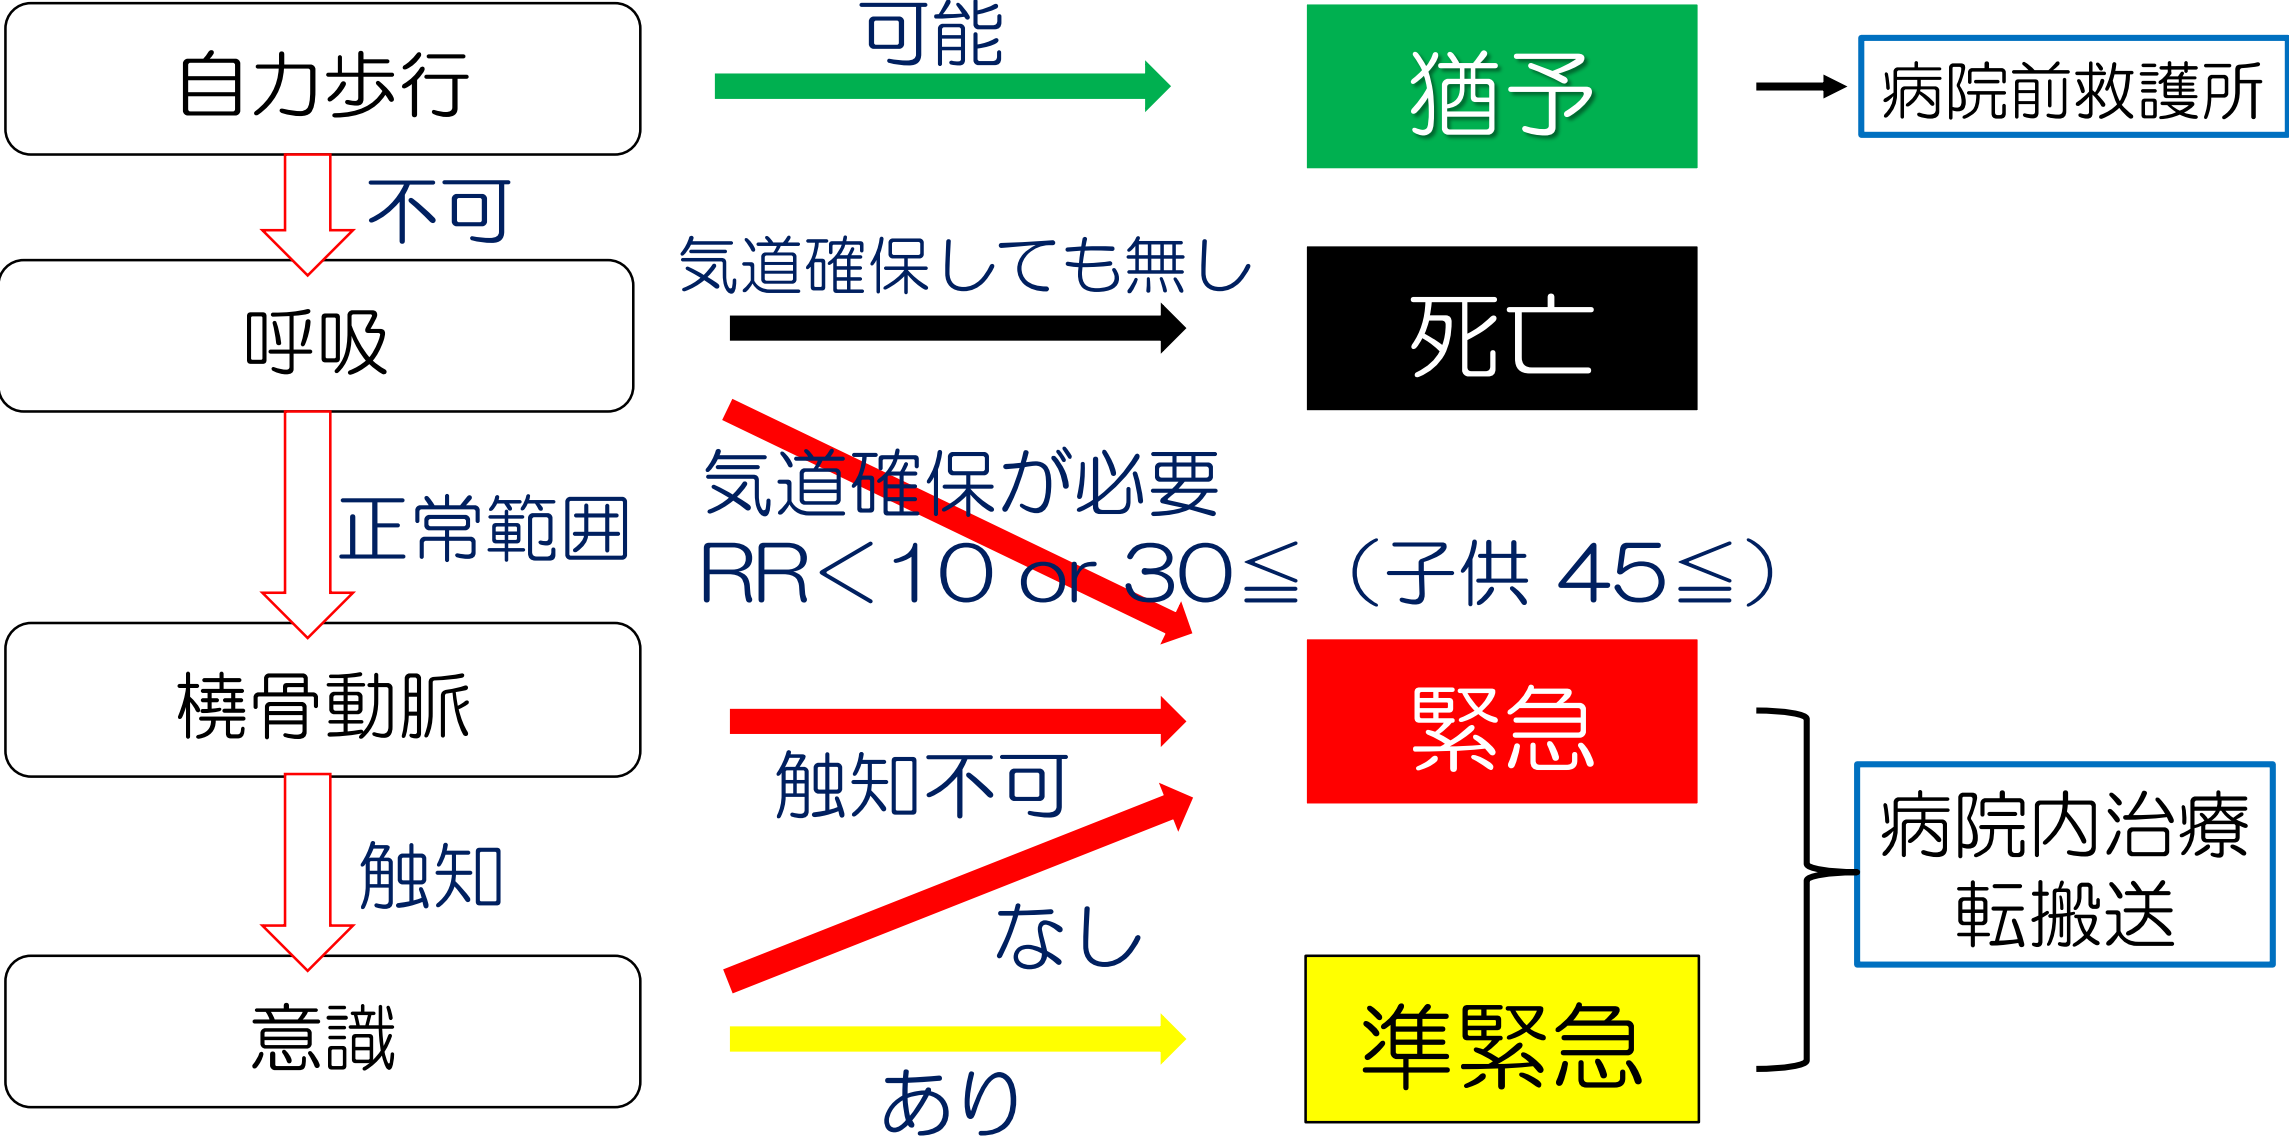 自力歩行
可能
猶予
病院前救護所
不可
気道確保しても無し
呼吸
死亡
気道確保が必要
RR<10 or 30≦（子供 45≦）
正常範囲
橈骨動脈
緊急
触知不可
病院内治療
転搬送
触知
なし
意識
準緊急
あり